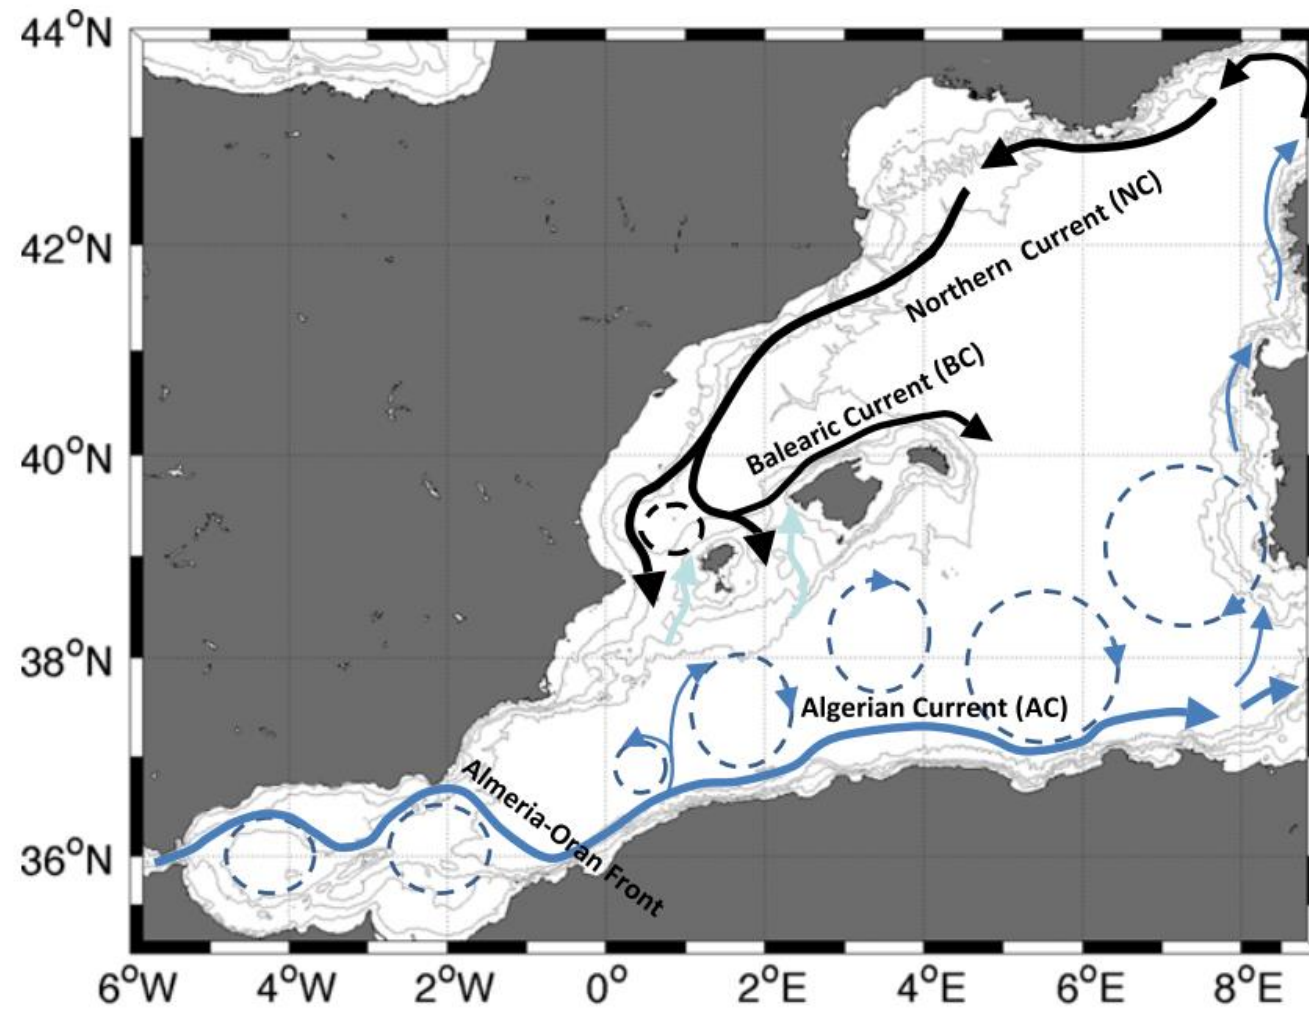 44°N
Northern Current (NC)
42°N
Balearic Current (BC)
40°N
38°N
Algerian Current (AC)
Almeria-Oran Front
36°N
6°W 4°W 2°W 0° 2°E 4°E 6°E 8°E